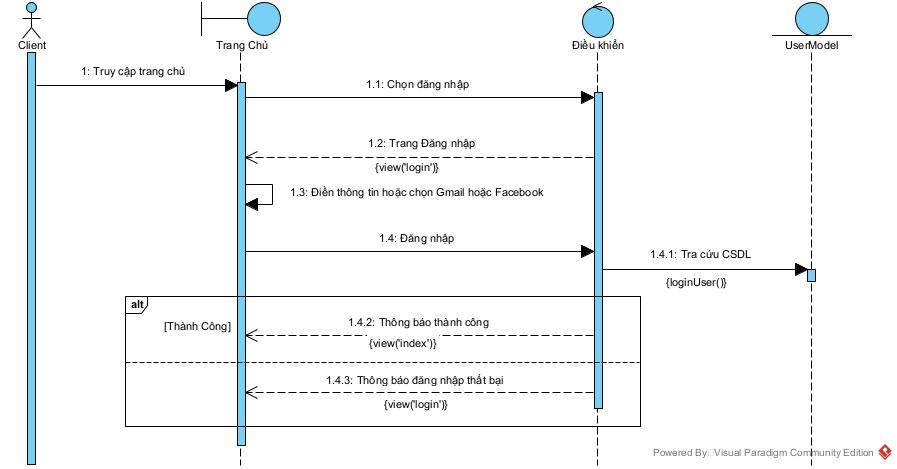 Client
Trang Chủ
Điều khiển
UserModel
1: Truy cập trang chủ
1.1: Chọn đăng nhập
1.2: Trang Đăng nhập
{view('login')}
1.3: Điền thông tin hoặc chọn Gmail hoặc Facebook
1.4: Đăng nhập
1.4.1: Tra cứu CSDL
{loginUser()}
alt
[Thành Công]
1.4.2: Thông báo thành công
{view('index')}
1.4.3: Thông báo đăng nhập thất bại
{view('login')}
Powered By Visual Paradigm Community Edition